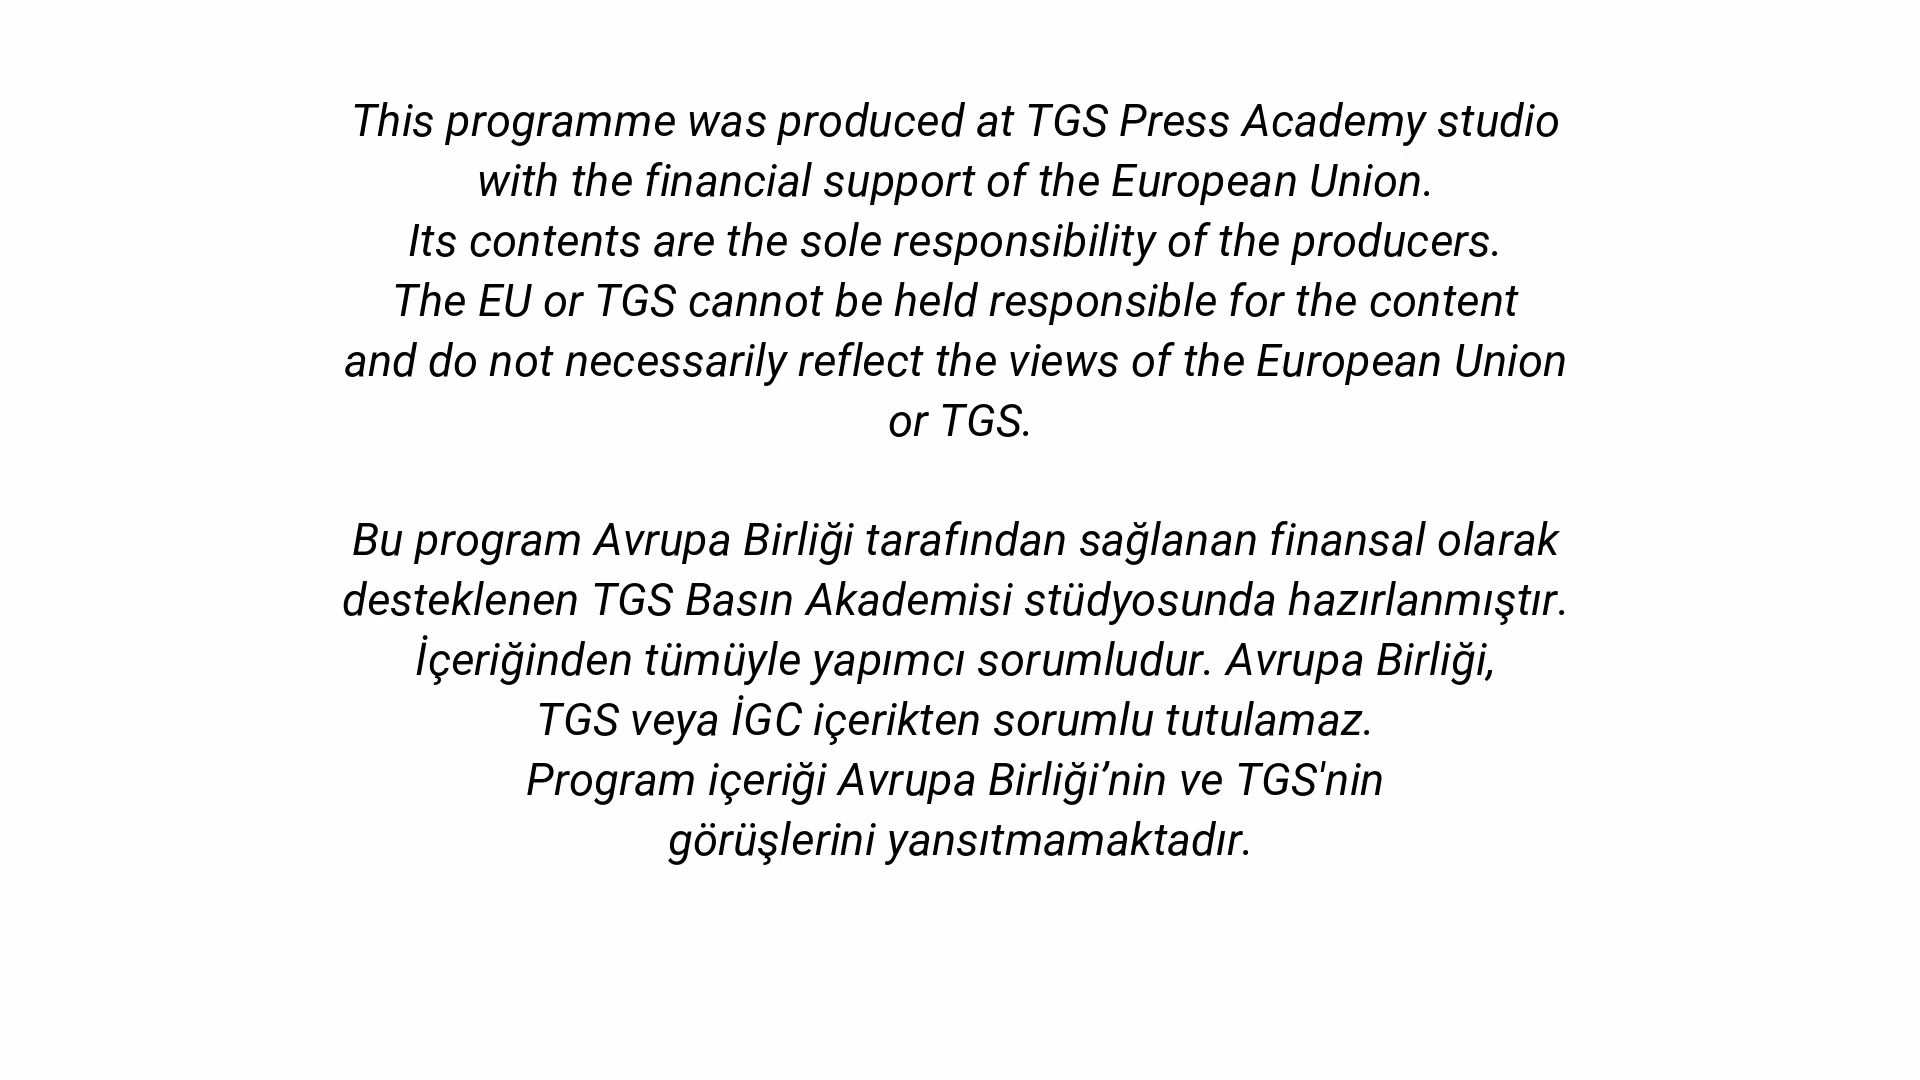 This programme was produced at TGS Press Academy studio
with the financial support of the European Union.
Its contents are the sole responsibility of the producers.
The EU or TGS cannot be held responsible for the content
and do not necessarily reflect the views of the European Union
or TGS.
Bu program Avrupa Birliği tarafından sağlanan finansal olarak
desteklenen TGS Basın Akademisi stüdyosunda hazırlanmıştır.
İçeriğinden tümüyle yapımcı sorumludur. Avrupa Birliği,
TGS veya İGC içerikten sorumlu tutulamaz.
Program içeriği Avrupa Birliği’nin ve TGS'nin
görüşlerini yansıtmamaktadır.